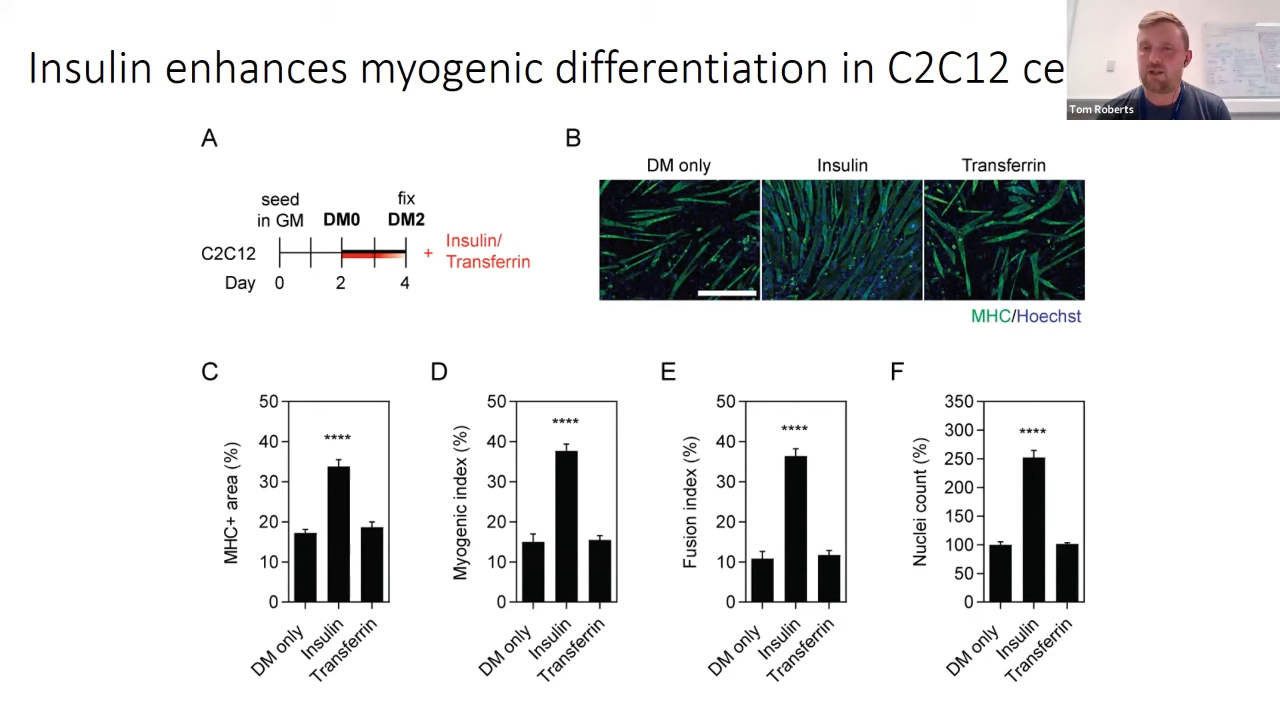 Insulin enhances myogenic differentiation in C2C12 ce
Tom Roberts
A
seed
in GM
DM0
fix
DM2
C2C12
+ Insulin/
Transferrin
Day 0 2 4
B
DM only Insulin Transferrin
MHC/Hoechst
C
MHC+ area (%)
50
40
30
20
10
0
****
DM only
Insulin
Transferrin
D
Myogenic index (%)
50
40
30
20
10
0
****
DM only
Insulin
Transferrin
E
Fusion index (%)
50
40
30
20
10
0
****
DM only
Insulin
Transferrin
F
Nuclei count (%)
350
300
250
200
150
100
50
0
****
DM only
Insulin
Transferrin